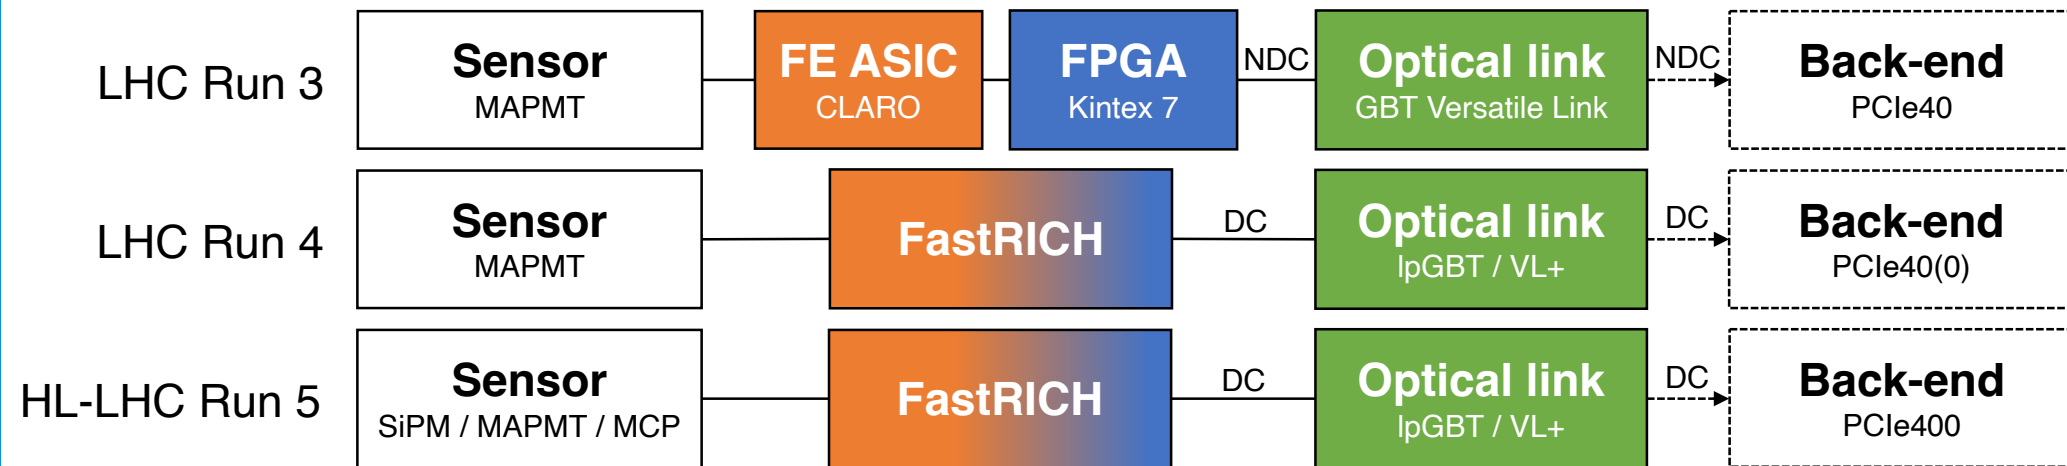 LHC Run 3
Sensor
MAPMT
FE ASIC
CLARO
FPGA
Kintex 7
NDC
Optical link
GBT Versatile Link
NDC
Back-end
PCIe40
LHC Run 4
Sensor
MAPMT
FastRICH
DC
Optical link
lpGBT / VL+
DC
Back-end
PCIe40(0)
HL-LHC Run 5
Sensor
SiPM / MAPMT / MCP
FastRICH
DC
Optical link
lpGBT / VL+
DC
Back-end
PCIe400